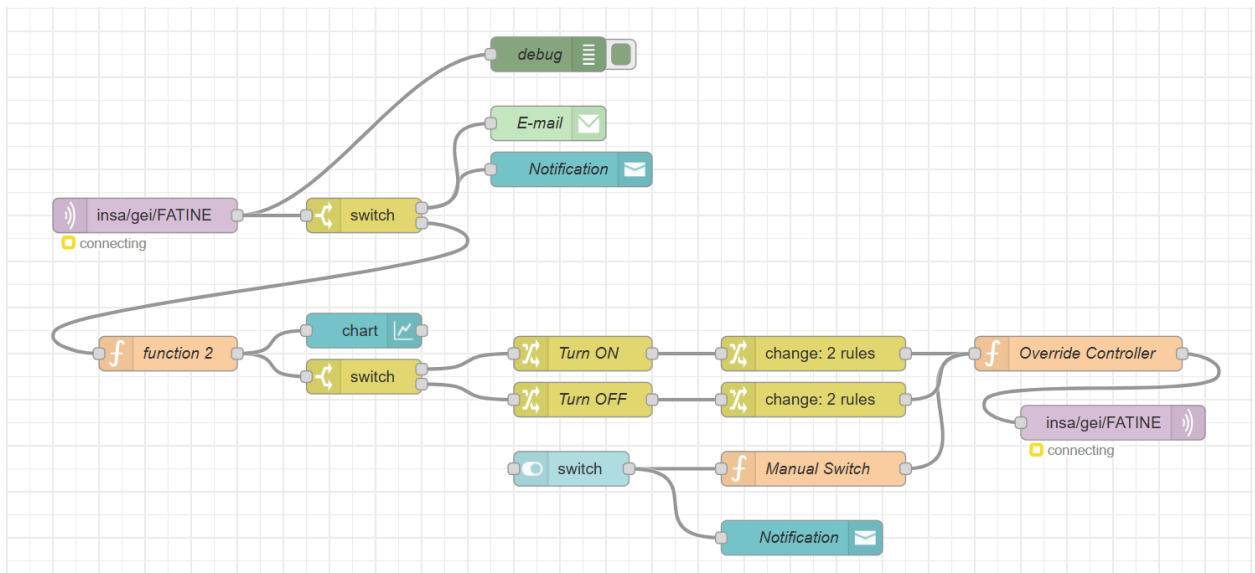 debug
E-mail
Notification
insa/gei/FATINE
switch
connecting
chart
function 2
Turn ON
change: 2 rules
Override Controller
switch
Turn OFF
change: 2 rules
insa/gei/FATINE
connecting
switch
Manual Switch
Notification